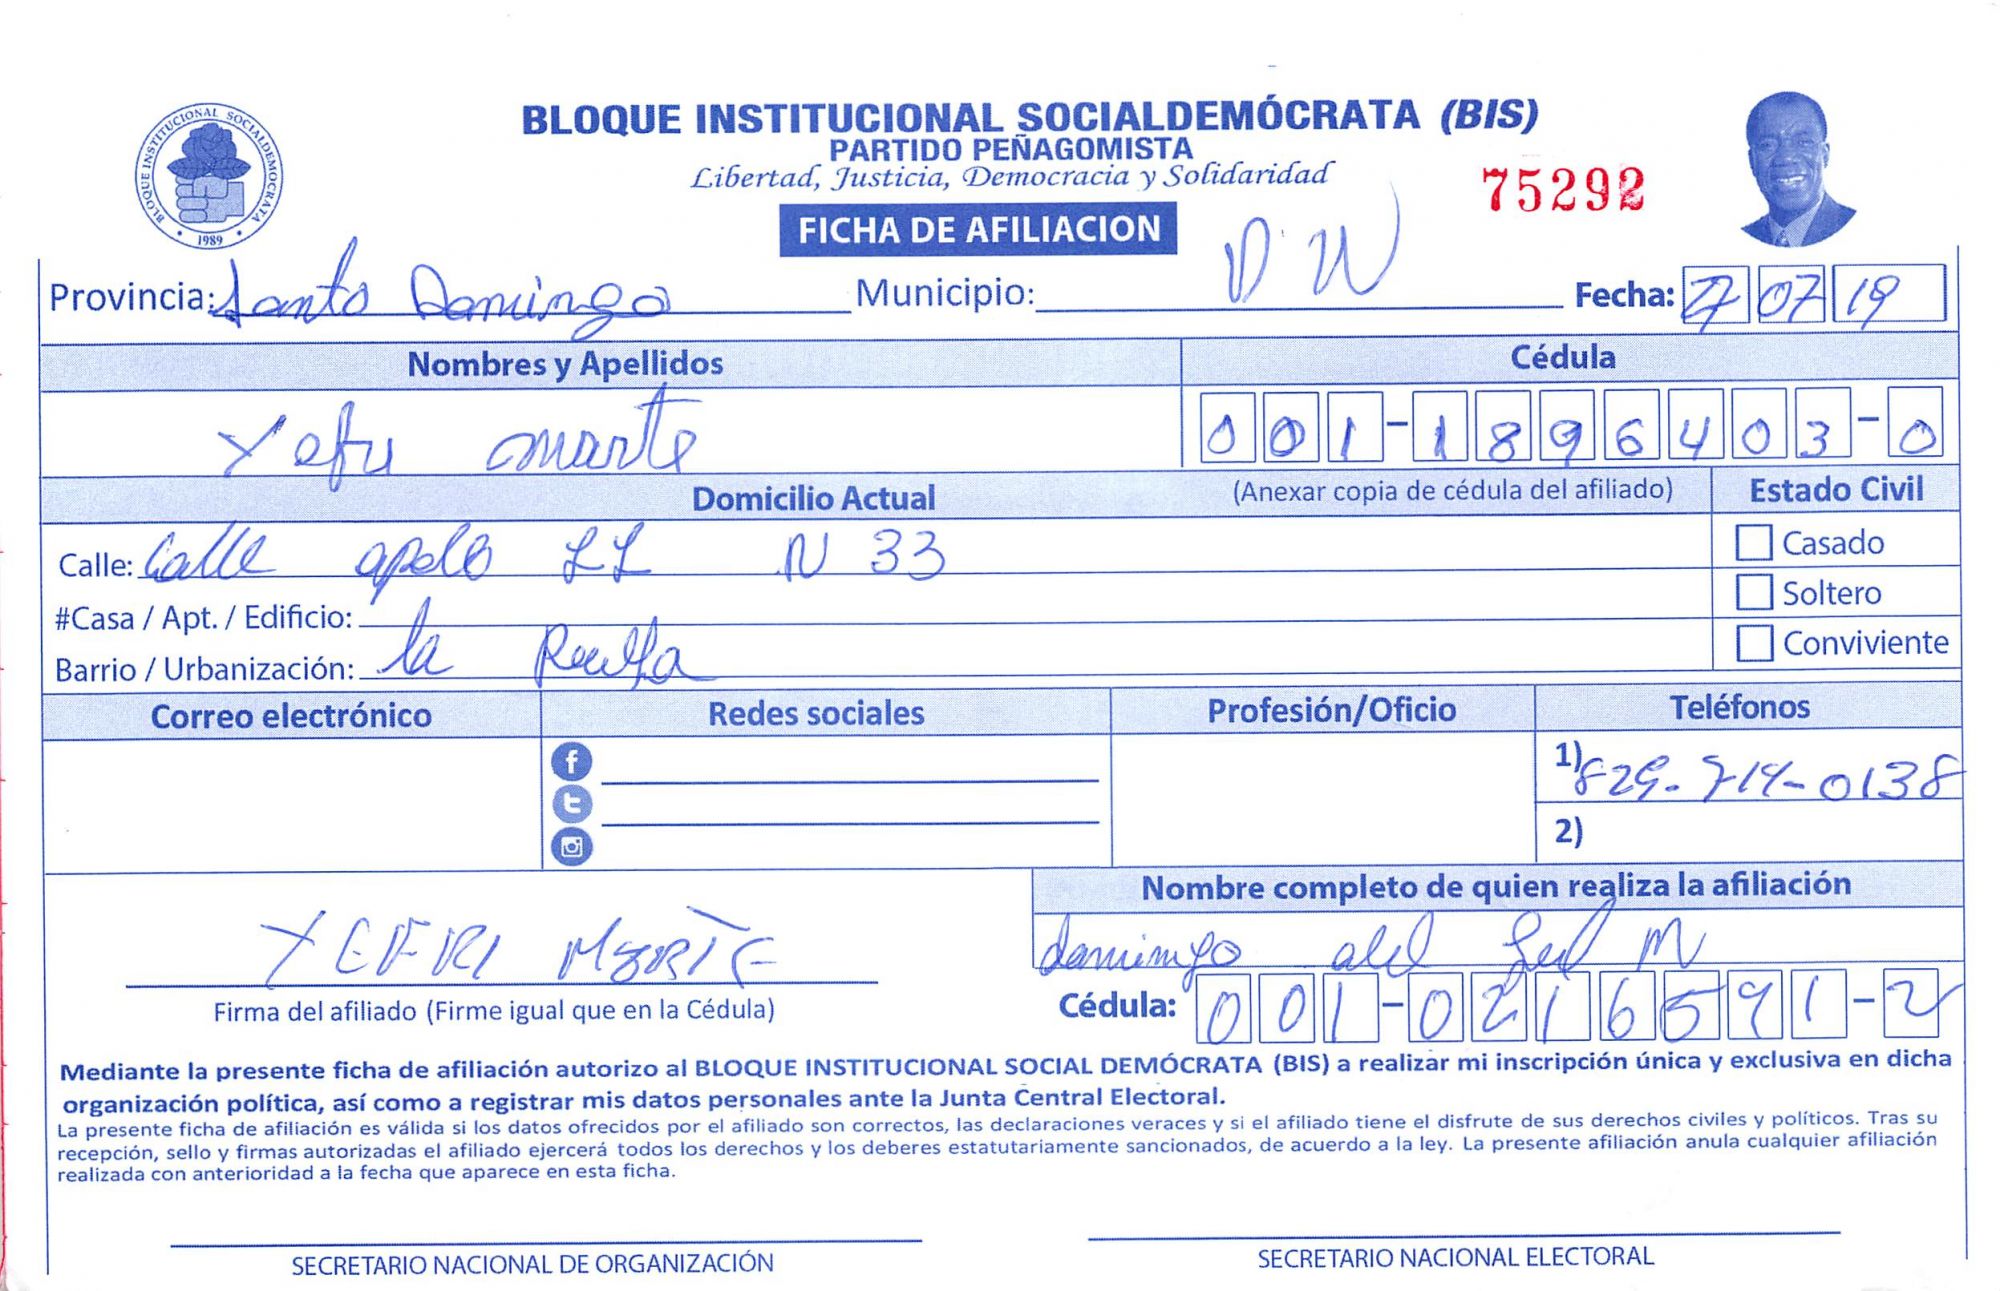 BLOQUE INSTITUCIONAL SOCIALDEMOCRATA
1989
BLOQUE INSTITUCIONAL SOCIALDEMÓCRATA (BIS)
PARTIDO PEÑAGOMISTA
Libertad, Justicia, Democracia y Solidaridad
75292
FICHA DE AFILIACION
Provincia: Santo Domingo Municipio: Fecha: 27 07 19
Nombres y Apellidos Cédula
marte 001-1896403-0
Domicilio Actual (Anexar copia de cédula del afiliado) Estado Civil
Calle: Calle apolo N 33 Casado
#Casa / Apt. / Edificio: Soltero
Barrio / Urbanización: la Conviviente
Correo electrónico Redes sociales Profesión/Oficio Teléfonos
1) 829-714-0138
2)
Nombre completo de quien realiza la afiliación
YEFRI MARTE domingo M
Firma del afiliado (Firme igual que en la Cédula) Cédula: 001-0216591-2
Mediante la presente ficha de afiliación autorizo al BLOQUE INSTITUCIONAL SOCIAL DEMÓCRATA (BIS) a realizar mi inscripción única y exclusiva en dicha
organización política, así como a registrar mis datos personales ante la Junta Central Electoral.
La presente ficha de afiliación es válida si los datos ofrecidos por el afiliado son correctos, las declaraciones veraces y si el afiliado tiene el disfrute de sus derechos civiles y políticos. Tras su
recepción, sello y firmas autorizadas el afiliado ejercerá todos los derechos y los deberes estatutariamente sancionados, de acuerdo a la ley. La presente afiliación anula cualquier afiliación
realizada con anterioridad a la fecha que aparece en esta ficha.
SECRETARIO NACIONAL DE ORGANIZACIÓN SECRETARIO NACIONAL ELECTORAL